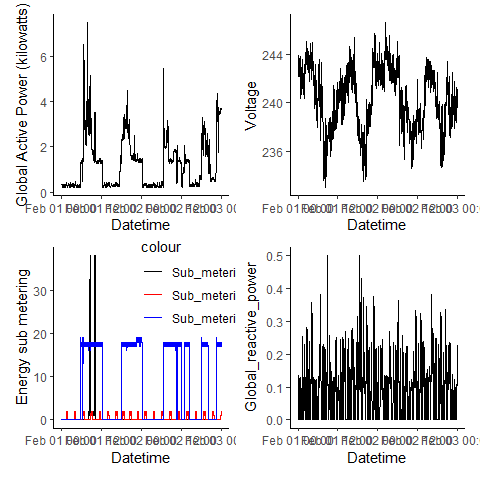 Global Active Power (kilowatts)
6
4
2
0
Datetime
Voltage
244
240
236
Datetime
Energy sub metering
30
20
10
0
colour
Sub_meteri
Sub_meteri
Sub_meteri
Datetime
Global_reactive_power
0.5
0.4
0.3
0.2
0.1
0.0
Datetime